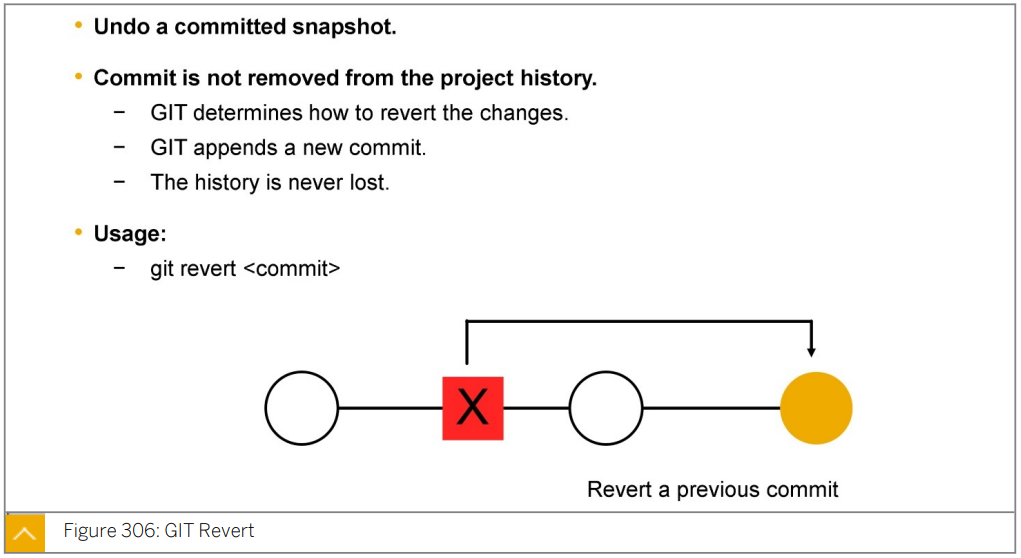 • Undo a committed snapshot.
• Commit is not removed from the project history.
– GIT determines how to revert the changes.
– GIT appends a new commit.
– The history is never lost.
• Usage:
– git revert <commit>
X
Revert a previous commit
Figure 306: GIT Revert